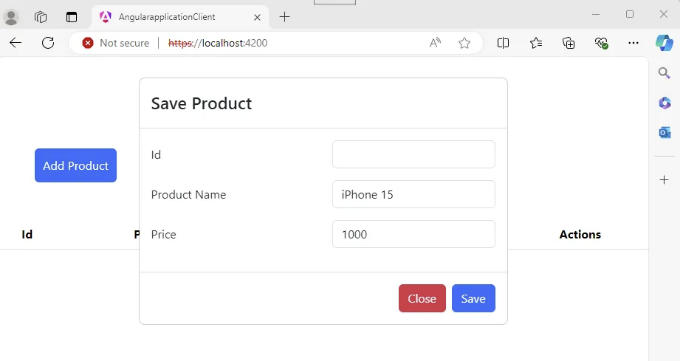 AngularapplicationClient
Not secure https://localhost:4200
Save Product
Id
Add Product
Product Name iPhone 15
Price 1000
Id P Actions
Close Save